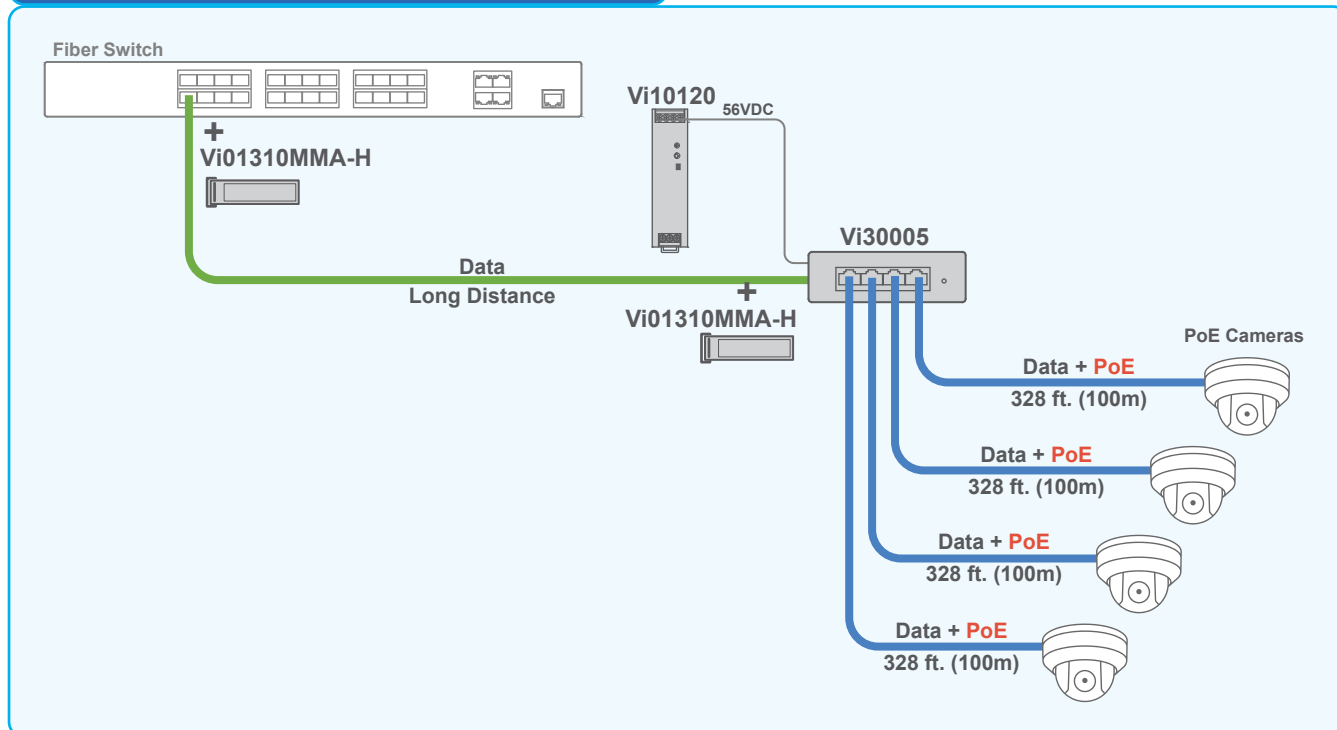 Fiber Switch
+
Vi01310MMA-H
Vi10120
56VDC
Vi30005
Data
Long Distance
+
Vi01310MMA-H
PoE Cameras
Data + PoE
328 ft. (100m)
Data + PoE
328 ft. (100m)
Data + PoE
328 ft. (100m)
Data + PoE
328 ft. (100m)